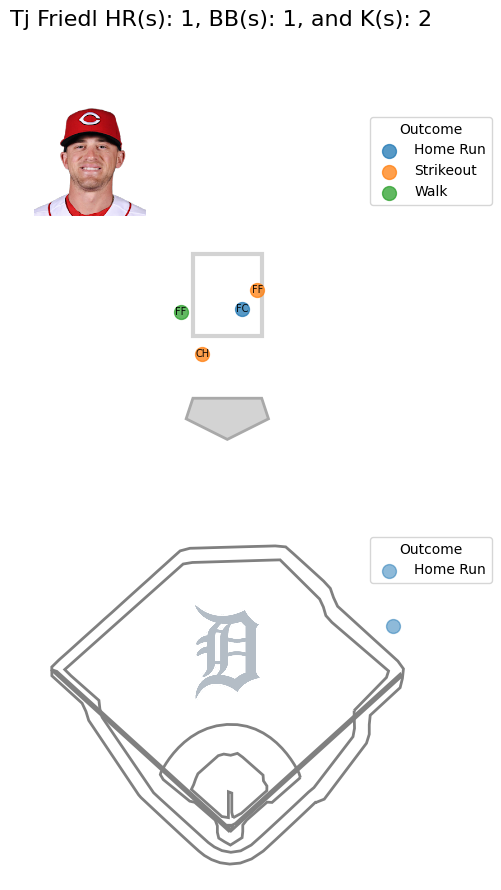 Tj Friedl HR(s): 1, BB(s): 1, and K(s): 2
Outcome
Home Run
Strikeout
Walk
FF
FC
FF
CH
Outcome
Home Run
D